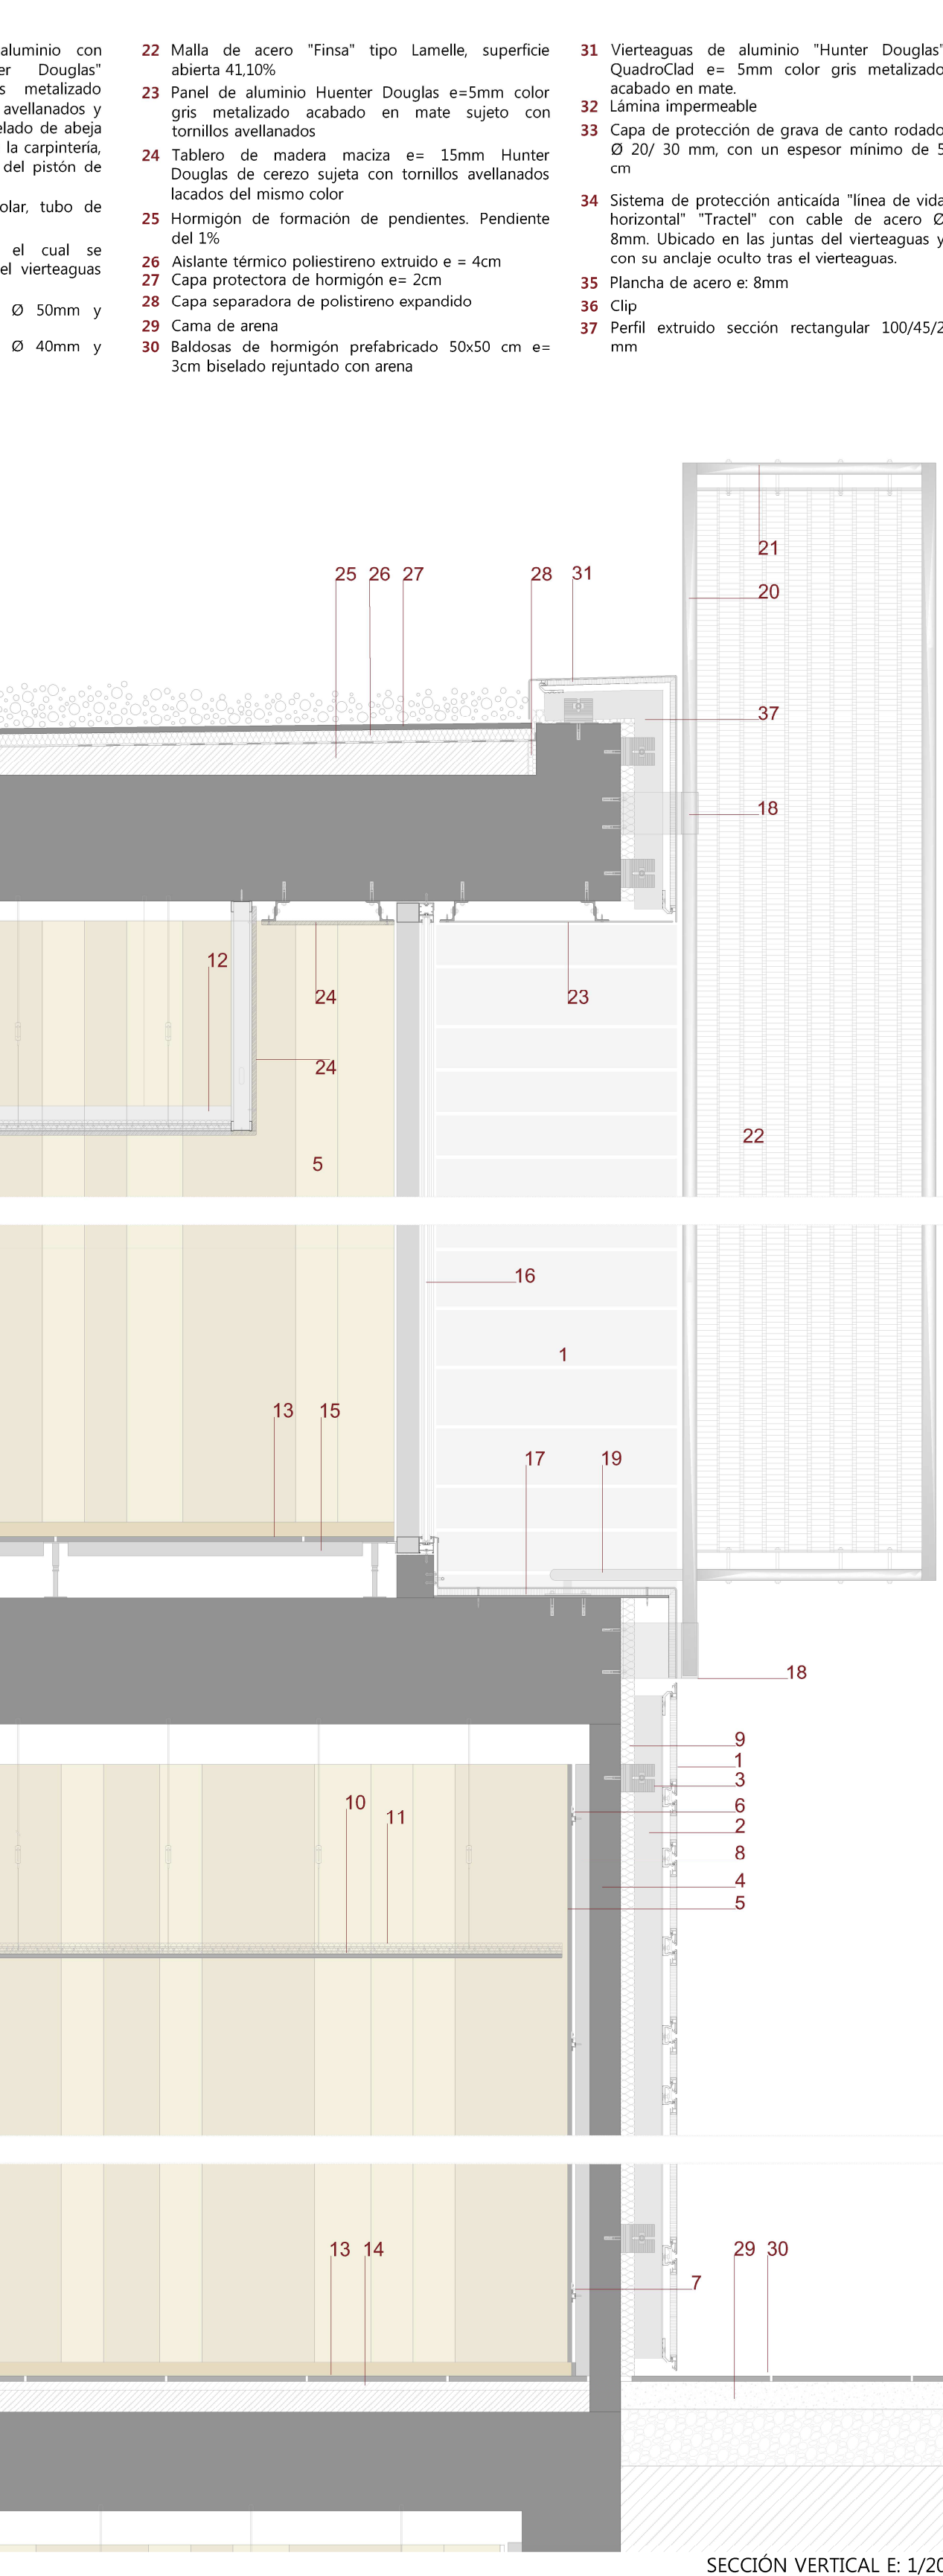 aluminio con
er Douglas"
s metalizado
avellanados y
elado de abeja
la carpintería,
del pistón de
olar, tubo de
el cual se
el vierteaguas
Ø 50mm y
Ø 40mm y
22 Malla de acero "Finsa" tipo Lamelle, superficie
abierta 41,10%
23 Panel de aluminio Huenter Douglas e=5mm color
gris metalizado acabado en mate sujeto con
tornillos avellanados
24 Tablero de madera maciza e= 15mm Hunter
Douglas de cerezo sujeta con tornillos avellanados
lacados del mismo color
25 Hormigón de formación de pendientes. Pendiente
del 1%
26 Aislante térmico poliestireno extruido e = 4cm
27 Capa protectora de hormigón e= 2cm
28 Capa separadora de polistireno expandido
29 Cama de arena
30 Baldosas de hormigón prefabricado 50x50 cm e=
3cm biselado rejuntado con arena
31 Vierteaguas de aluminio "Hunter Douglas"
QuadroClad e= 5mm color gris metalizado
acabado en mate.
32 Lámina impermeable
33 Capa de protección de grava de canto rodado
Ø 20/ 30 mm, con un espesor mínimo de 5
cm
34 Sistema de protección anticaída "línea de vida
horizontal" "Tractel" con cable de acero Ø
8mm. Ubicado en las juntas del vierteaguas y
con su anclaje oculto tras el vierteaguas.
35 Plancha de acero e: 8mm
36 Clip
37 Perfil extruido sección rectangular 100/45/2
mm
21
20
25 26 27 28 31
37
18
12
24 23
24
22
5
16
1
13 15
17 19
18
9
1
3
6
2
8
4
5
10
11
13 14
29 30
7
SECCIÓN VERTICAL E: 1/20